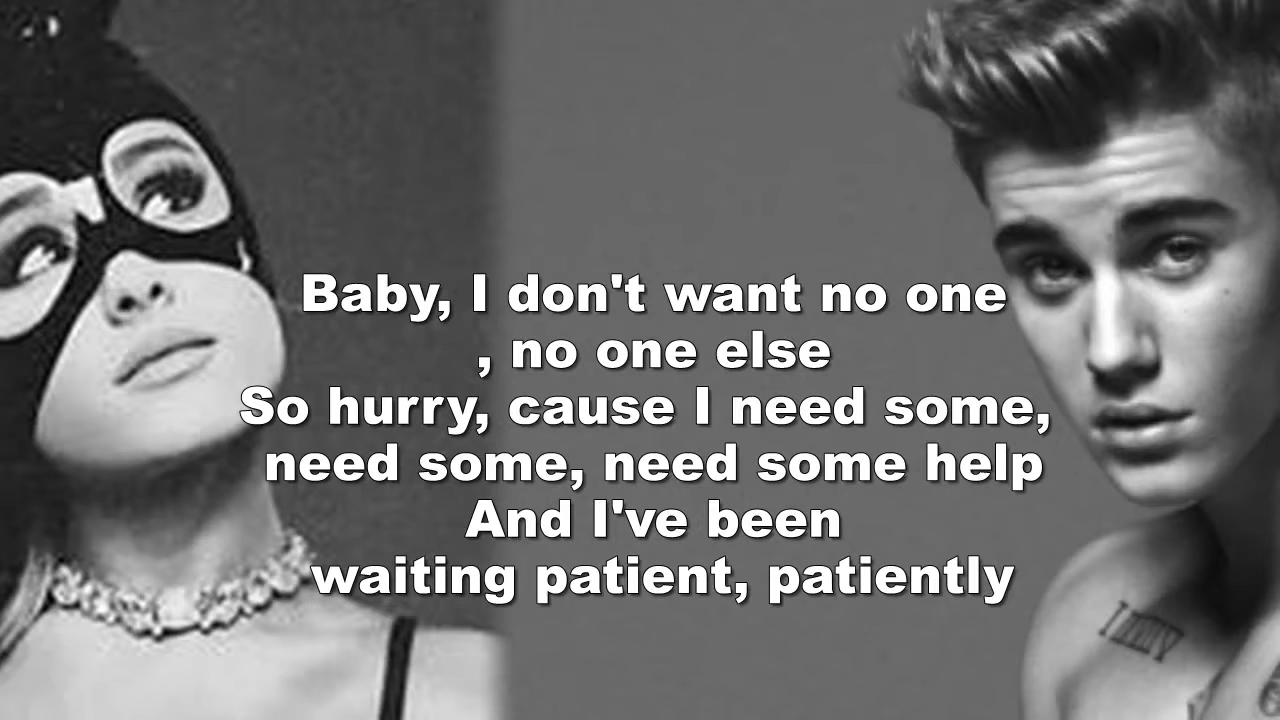 Baby, I don't want no one
, no one else
So hurry, cause I need some,
need some, need some help
And I've been
waiting patient, patiently